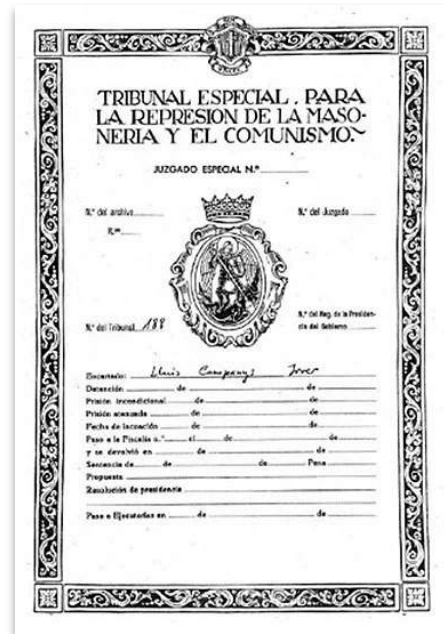 TRIBUNAL ESPECIAL. PARA
LA REPRESION DE LA MASO-
NERIA Y EL COMUNISMO.~
JUZGADO ESPECIAL N.º
N.º del archivo
N.º del Juzgado
R.º
N.º del Tribunal 188
N.º del Reg. de la Presiden-
cia del Gobierno
Encartado: Lluis Companys Jover
Detención de de
Prisión incondicional de de
Prisión atenuada de de
Fecha de incoación de de
Pase a la Fiscalía n.º el de de
y se devolvió en de de
Sentencia de de de Pena
Propuesta
Resolución de presidencia
Pase a Ejecutorias en de de